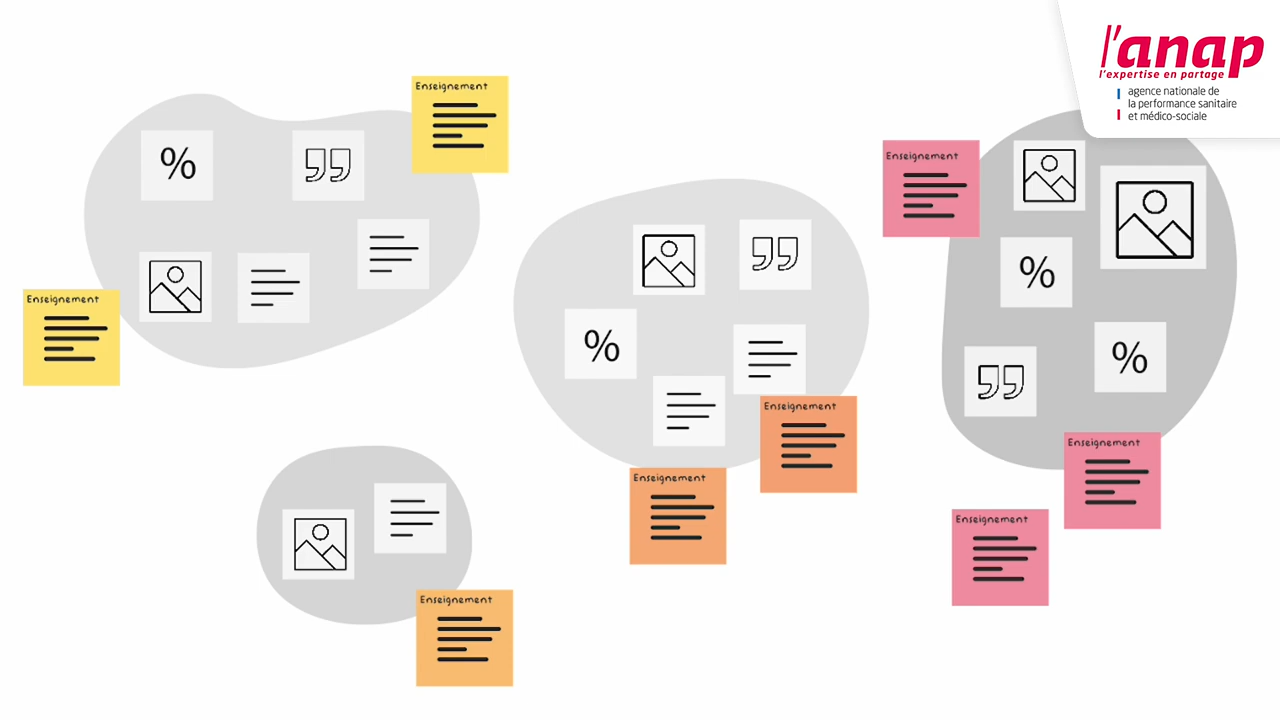 l'anap
l'expertise en partage
agence nationale de
la performance sanitaire
et médico-sociale
Enseignement
%
Enseignement
Enseignement
%
Enseignement
Enseignement
Enseignement
%
%
Enseignement
Enseignement